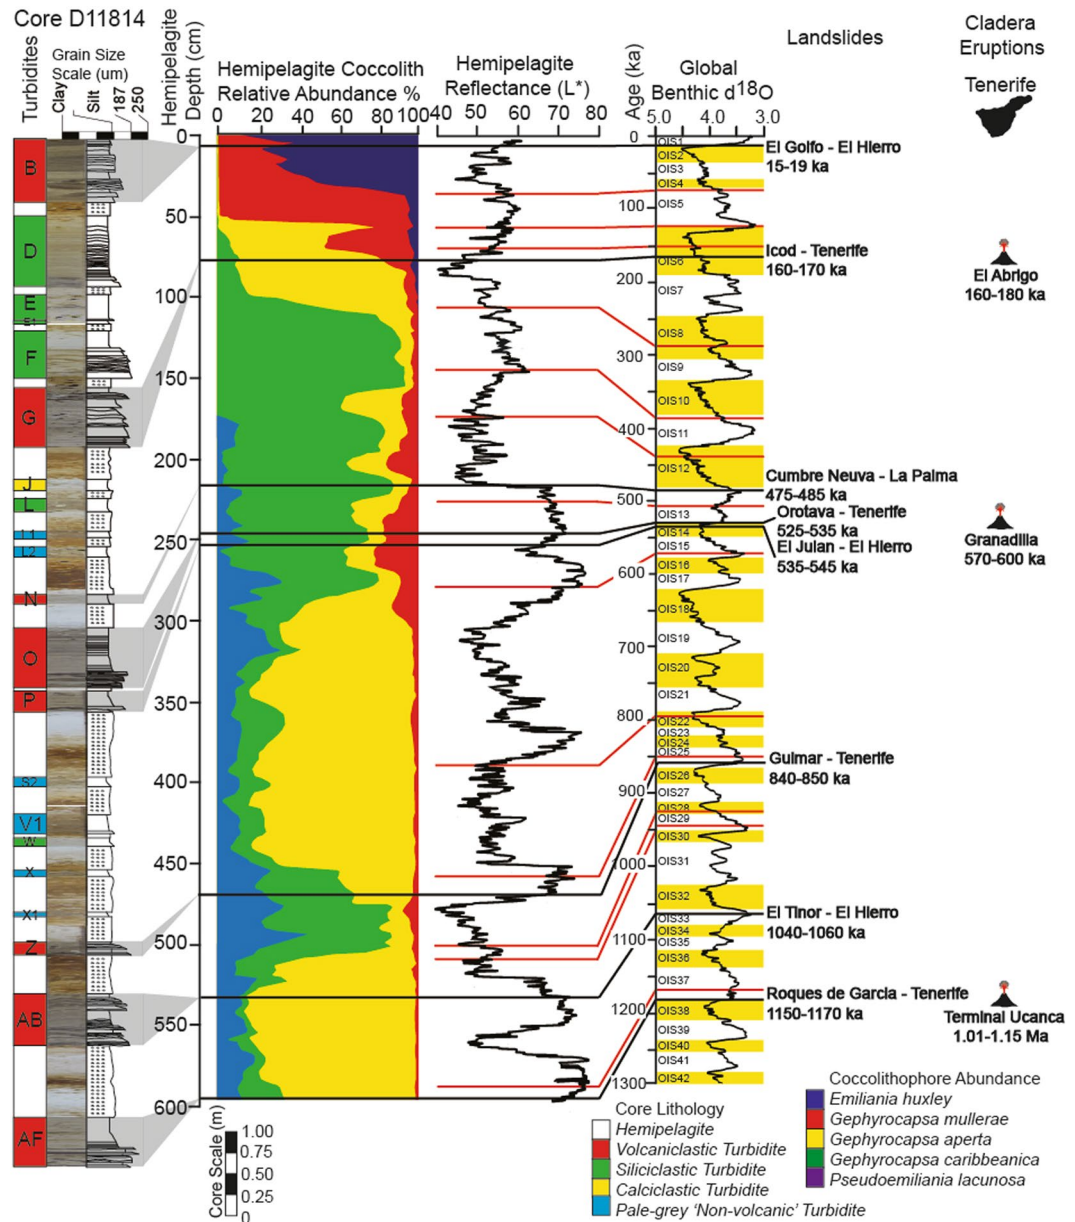 Core D11814
Turbidites
Grain Size
Scale (um)
Clay
Silt
187
250
Hemipelagite
Depth (cm)
Hemipelagite Coccolith
Relative Abundance %
0 20 40 60 80 100
Hemipelagite
Reflectance (L*)
40 50 60 70 80
Age (ka)
Global
Benthic d18O
5.0 4.0 3.0
Landslides
Cladera
Eruptions
Tenerife
B
D
E
E1
F
G
J
L
L1
L2
N
O
P
S2
V1
W
X
X1
Z
AB
AF
0
50
100
150
200
250
300
350
400
450
500
550
600
0
100
200
300
400
500
600
700
800
900
1000
1100
1200
1300
OIS1
OIS2
OIS3
OIS4
OIS5
OIS6
OIS7
OIS8
OIS9
OIS10
OIS11
OIS12
OIS13
OIS14
OIS15
OIS16
OIS17
OIS18
OIS19
OIS20
OIS21
OIS22
OIS23
OIS24
OIS25
OIS26
OIS27
OIS28
OIS29
OIS30
OIS31
OIS32
OIS33
OIS34
OIS35
OIS36
OIS37
OIS38
OIS39
OIS40
OIS41
OIS42
El Golfo - El Hierro
15-19 ka
Icod - Tenerife
160-170 ka
Cumbre Neuva - La Palma
475-485 ka
Orotava - Tenerife
525-535 ka
El Julan - El Hierro
535-545 ka
Guimar - Tenerife
840-850 ka
El Tinor - El Hierro
1040-1060 ka
Roques de Garcia - Tenerife
1150-1170 ka
El Abrigo
160-180 ka
Granadilla
570-600 ka
Terminal Ucanca
1.01-1.15 Ma
Core Scale (m)
1.00
0.75
0.50
0.25
0
Core Lithology
Hemipelagite
Volcaniclastic Turbidite
Siliciclastic Turbidite
Calciclastic Turbidite
Pale-grey 'Non-volcanic' Turbidite
Coccolithophore Abundance
Emiliania huxley
Gephyrocapsa mullerae
Gephyrocapsa aperta
Gephyrocapsa caribbeanica
Pseudoemiliania lacunosa